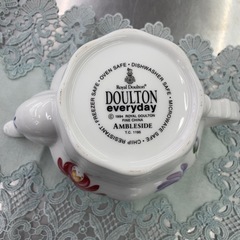 • OVEN SAFE • DISHWASHER SAFE • MICROWAVE SAFE • CHIP RESISTANT • FREEZER SAFE
Royal Doulton®
DOULTON
everyday
© 1994 ROYAL DOULTON
FINE CHINA
AMBLESIDE
T.C. 1195